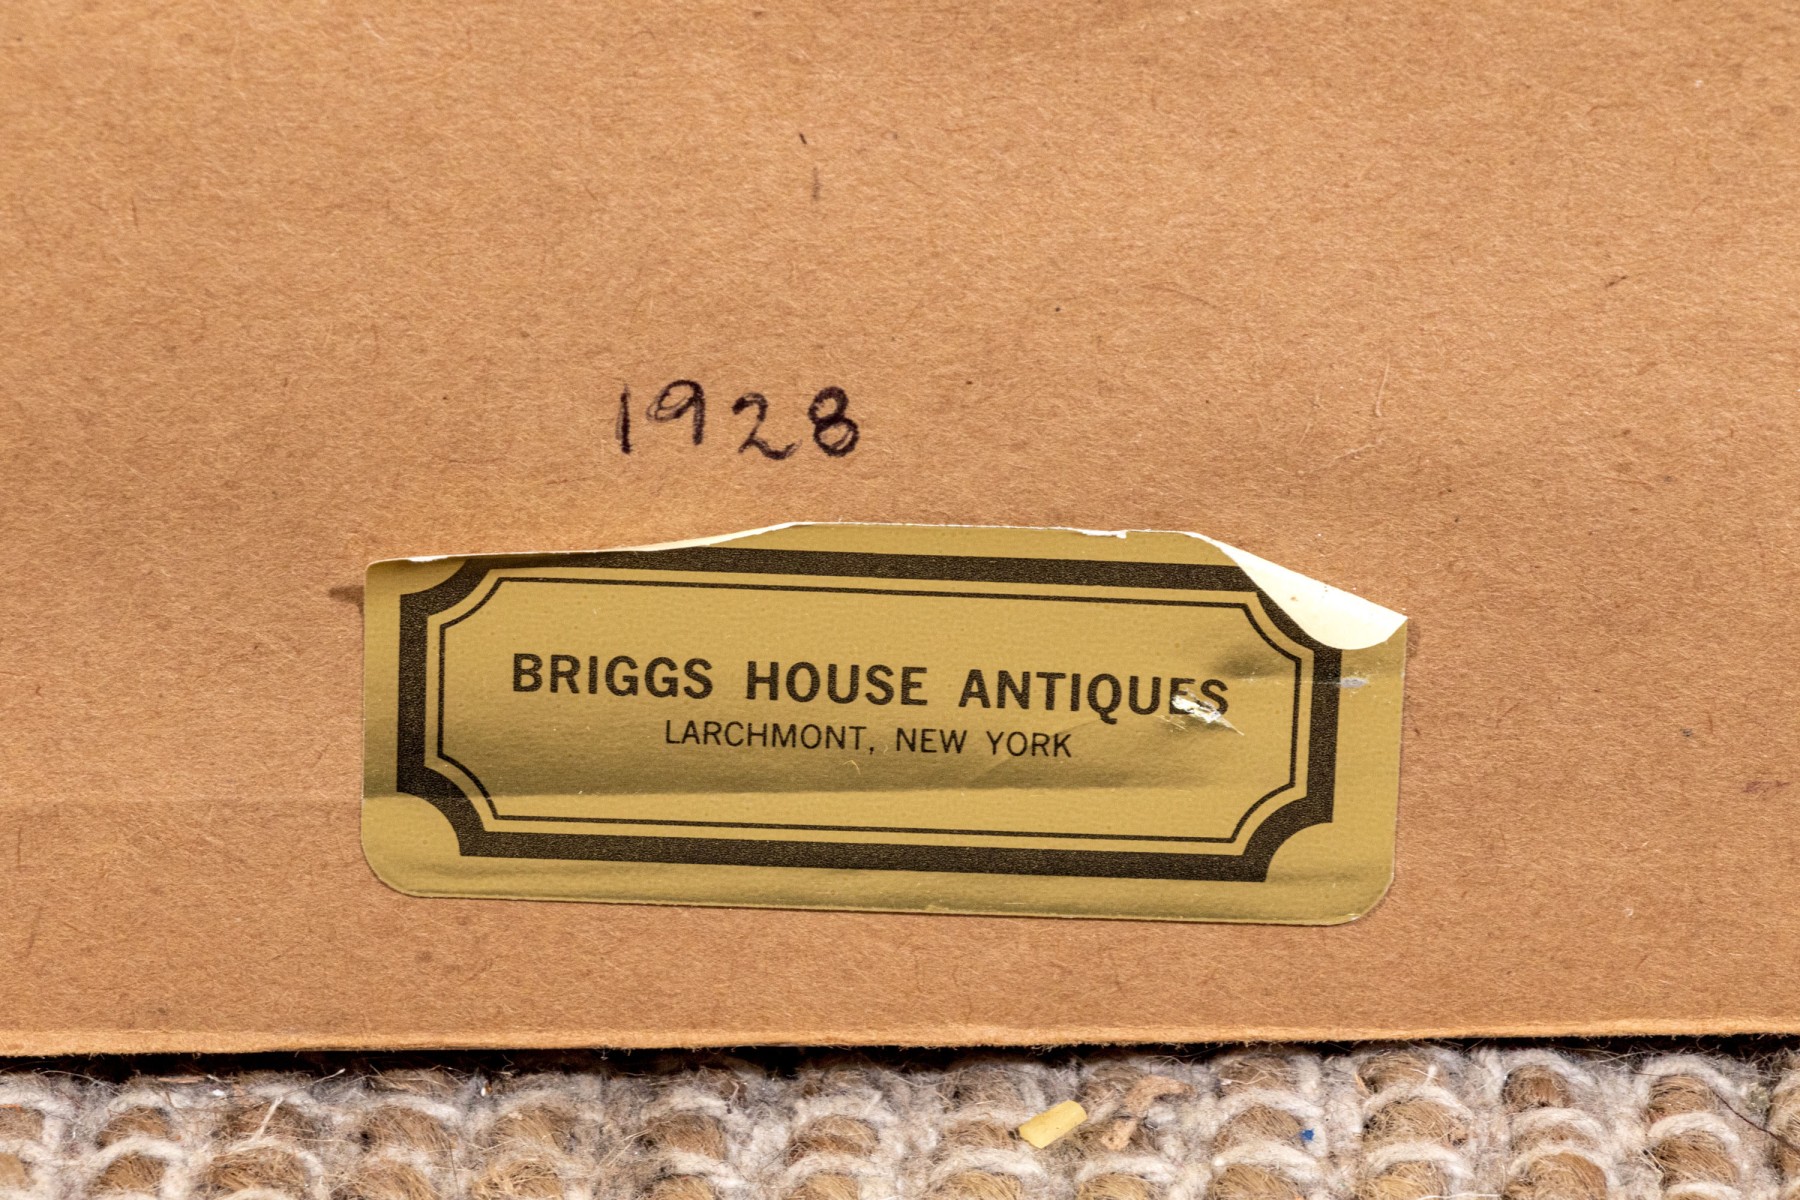 1928
BRIGGS HOUSE ANTIQUES
LARCHMONT, NEW YORK